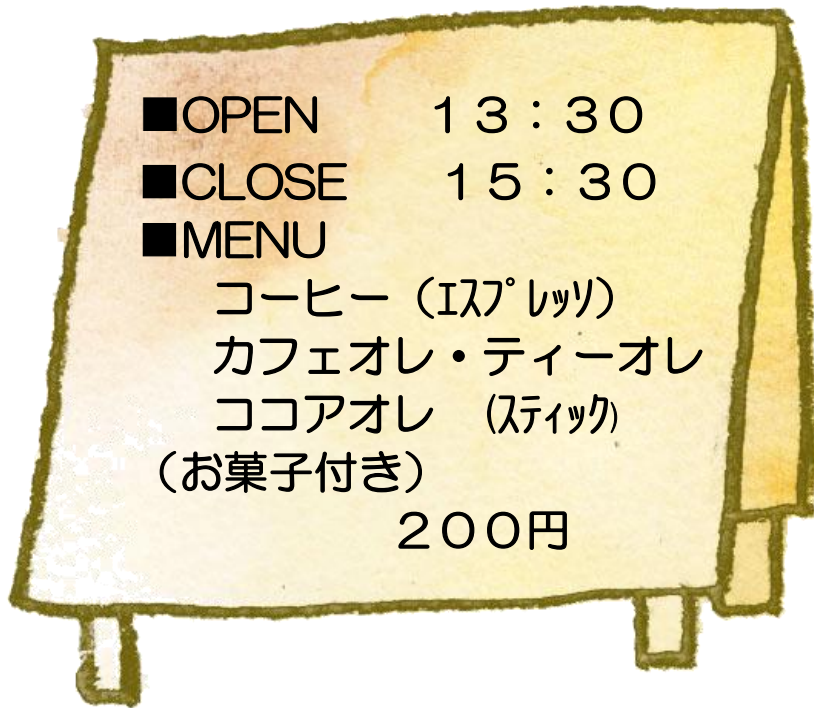 ■OPEN　　１３：３０
■CLOSE　　１５：３０
■MENU
コーヒー（ｴｽﾌﾟﾚｯｿ）
カフェオレ・ティーオレ
ココアオレ　(ｽﾃｨｯｸ)
（お菓子付き）
２００円